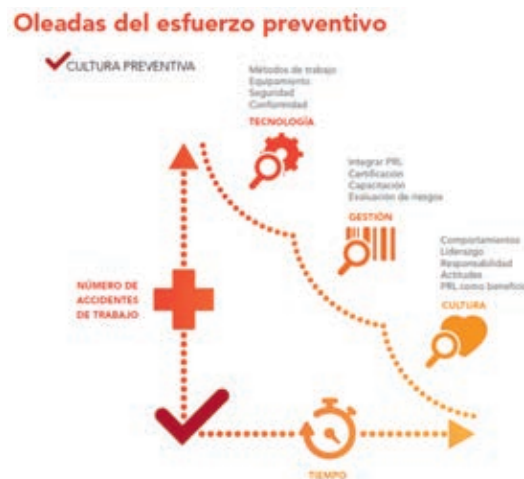 Oleadas del esfuerzo preventivo
CULTURA PREVENTIVA
Métodos de trabajo
Equipamiento
Seguridad
Conformidad
TECNOLOGÍA
Integrar PRL
Certificación
Capacitación
Evaluación de riesgos
GESTIÓN
Comportamientos
Liderazgo
Responsabilidad
Actitudes
PRL como beneficio
CULTURA
NÚMERO DE
ACCIDENTES
DE TRABAJO
TIEMPO